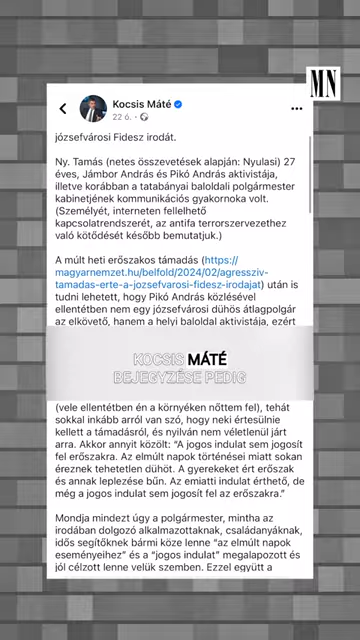 MN
Kocsis Máté
22 ó.
józsefvárosi Fidesz irodát.
Ny. Tamás (netes összevetések alapján: Nyulasi) 27
éves, Jámbor András és Pikó András aktivistája,
illetve korábban a tatabányai baloldali polgármester
kabinetjének kommunikációs gyakornoka volt.
(Személyét, interneten fellelhető
kapcsolatrendszerét, az antifa terrorszervezethez
való kötődését később bemutatjuk.)
A múlt heti erőszakos támadás (https://
magyarnemzet.hu/belfold/2024/02/agressziv-
tamadas-erte-a-jozsefvarosi-fidesz-irodajat) után is
tudni lehetett, hogy Pikó András közlésével
ellentétben nem egy józsefvárosi dühös átlagpolgár
az elkövető, hanem a helyi baloldal aktivistája, ezért
KOCSIS MÁTÉ
BEJEGYZÉSE PEDIG
(vele ellentétben én a környéken nőttem fel), tehát
sokkal inkább arról van szó, hogy neki értesülnie
kellett a támadásról, és nyilván nem véletlenül járt
arra. Akkor annyit közölt: “A jogos indulat sem jogosít
fel erőszakra. Az elmúlt napok történései miatt sokan
éreznek tehetetlen dühöt. A gyerekeket ért erőszak
és annak leplezése bűn. Az emiatti indulat érthető, de
még a jogos indulat sem jogosít fel az erőszakra.”
Mondja mindezt úgy a polgármester, mintha az
irodában dolgozó alkalmazottaknak, családanyáknak,
idős segítőknek bármi köze lenne “az elmúlt napok
eseményeihez” és a “jogos indulat” megalapozott és
jól célzott lenne velük szemben. Ezzel együtt a